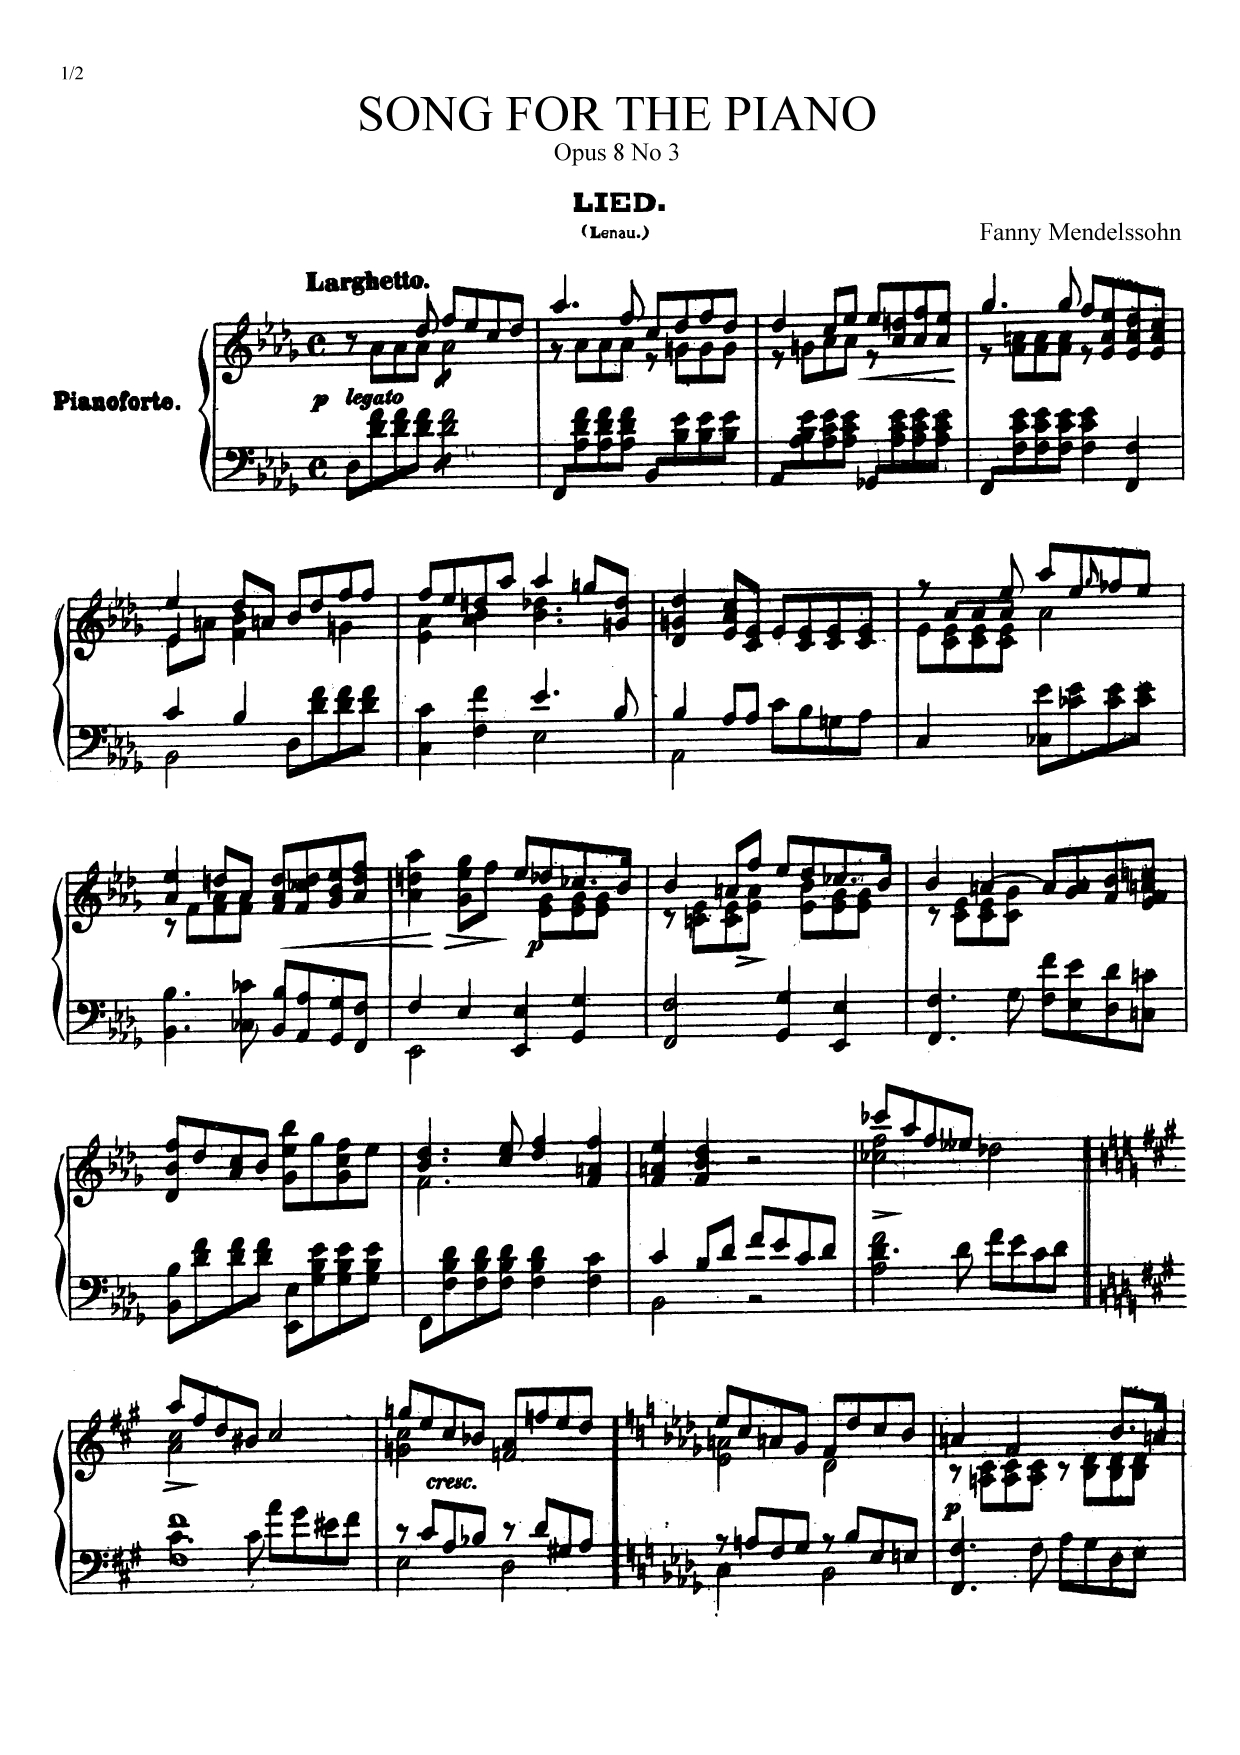 1/2
SONG FOR THE PIANO
Opus 8 No 3
LIED.
(Lenau.)
Fanny Mendelssohn
Larghetto.
Pianoforte.
p legato
p
cresc.
p